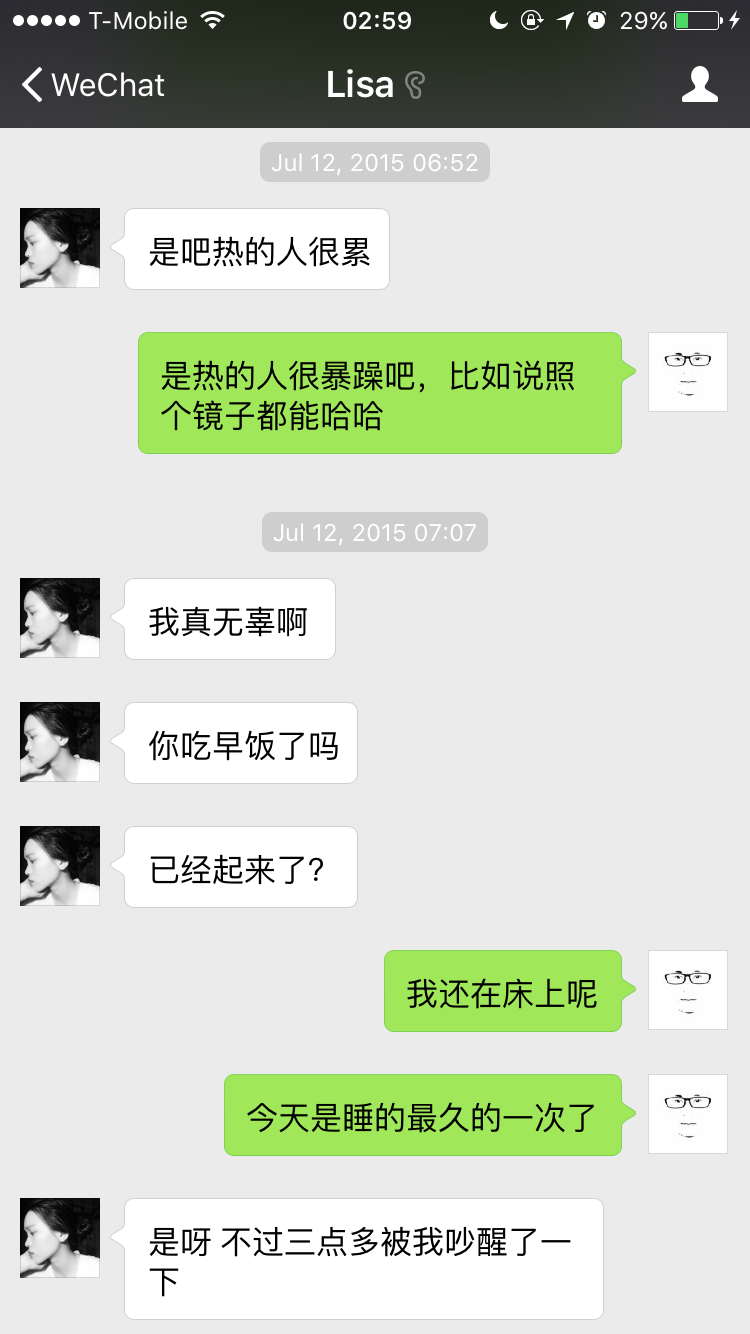 T-Mobile 02:59 29%
WeChat Lisa
Jul 12, 2015 06:52
是吧热的人很累
是热的人很暴躁吧，比如说照
个镜子都能哈哈
Jul 12, 2015 07:07
我真无辜啊
你吃早饭了吗
已经起来了?
我还在床上呢
今天是睡的最久的一次了
是呀 不过三点多被我吵醒了一
下